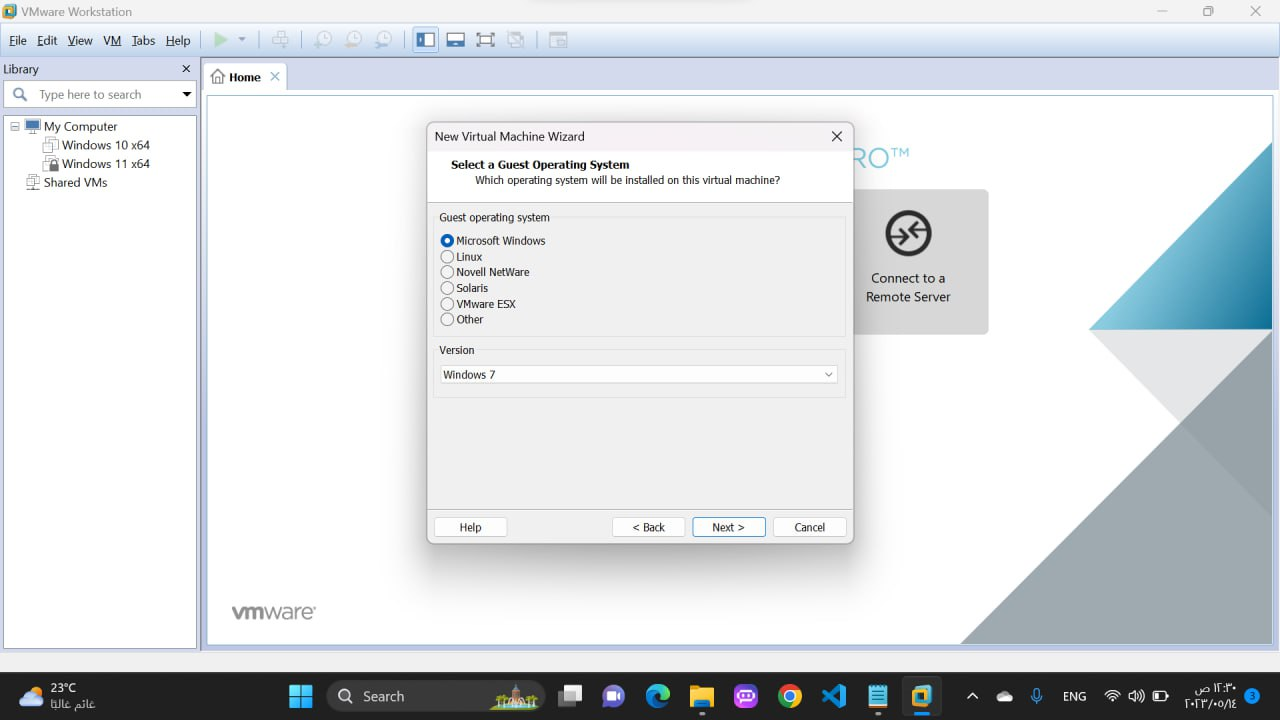 VMware Workstation
File Edit View VM Tabs Help
Library
Type here to search
My Computer
Windows 10 x64
Windows 11 x64
Shared VMs
Home
RO™
Connect to a
Remote Server
New Virtual Machine Wizard
Select a Guest Operating System
Which operating system will be installed on this virtual machine?
Guest operating system
Microsoft Windows
Linux
Novell NetWare
Solaris
VMware ESX
Other
Version
Windows 7
Help < Back Next > Cancel
vmware®
23°C
غائم غالبًا
Search
ENG
١٢:٣٠ ص
٢٠٢٣/٠٥/١٤
3